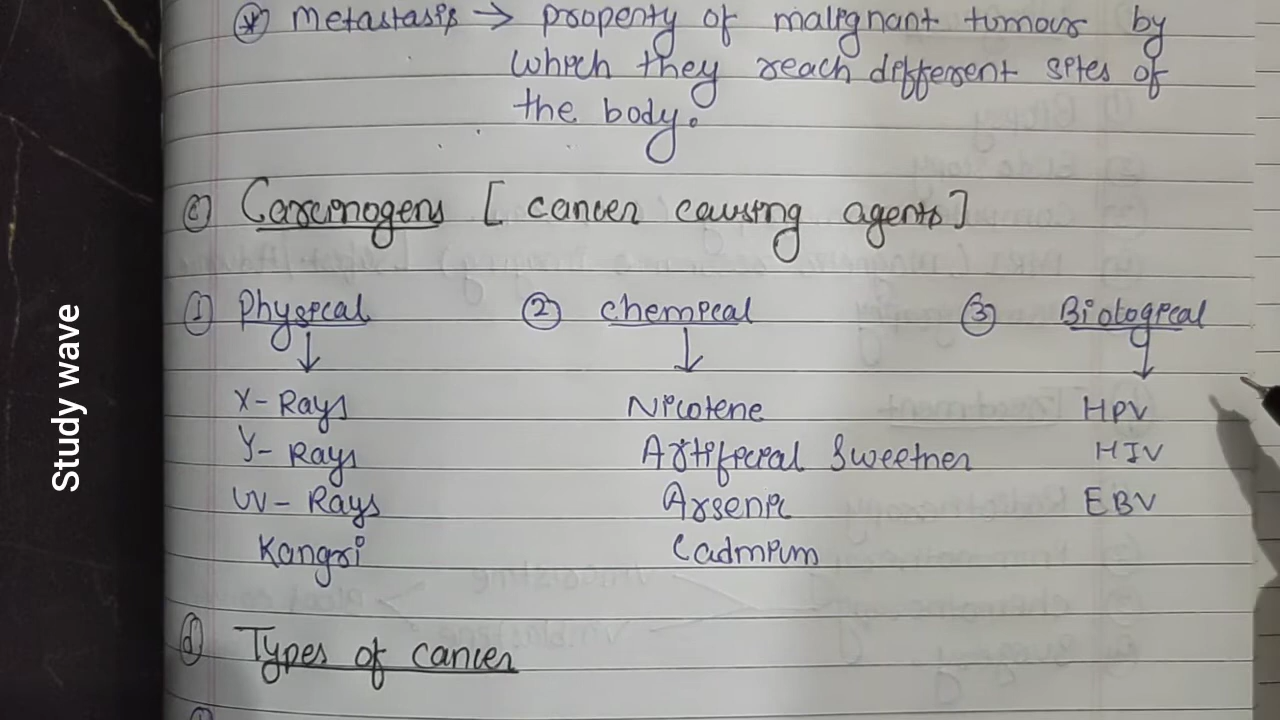 * Metastasis → property of malignant tumour by
which they reach different sites of
the body.
c) Carcinogens [ cancer causing agents ]
① Physical ② chemical ③ Biological
↓ ↓ ↓
X- Rays Nicotene HPV
γ- Rays Artificial Sweetner HIV
UV - Rays Arsenic EBV
Kangri Cadmium
d) Types of cancer
Study wave